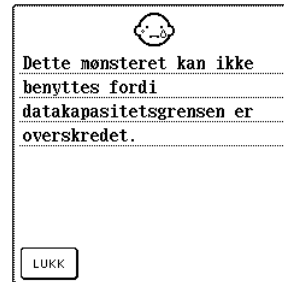 Dette mønsteret kan ikke
benyttes fordi
datakapasitetsgrensen er
overskredet.
LUKK